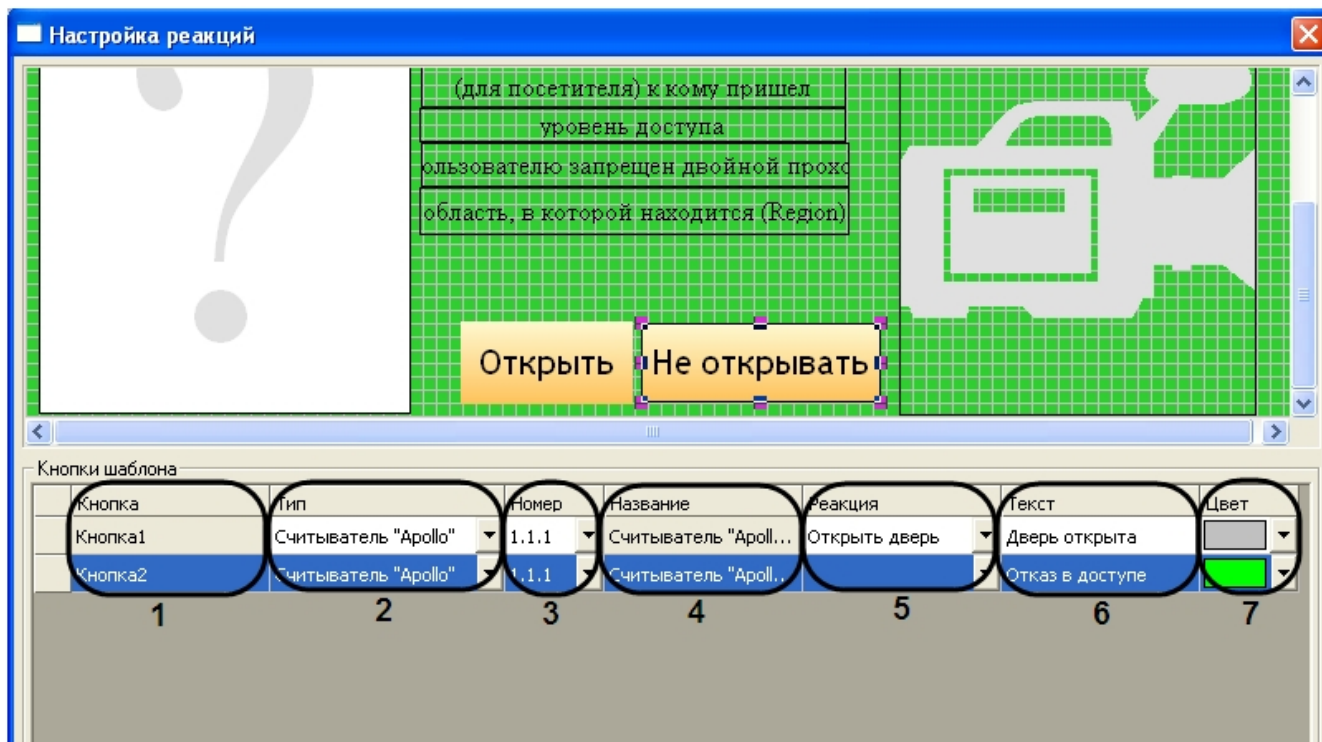 Настройка реакций
(для посетителя) к кому пришел
уровень доступа
ользователю запрещен двойной прохо
область, в которой находится (Region)
Открыть Не открывать
Кнопки шаблона
Кнопка Тип Номер Название Реакция Текст Цвет
Кнопка1 Считыватель "Apollo" 1.1.1 Считыватель "Apoll... Открыть дверь Дверь открыта
Кнопка2 Считыватель "Apollo" 1.1.1 Считыватель "Apoll... Отказ в доступе
1 2 3 4 5 6 7